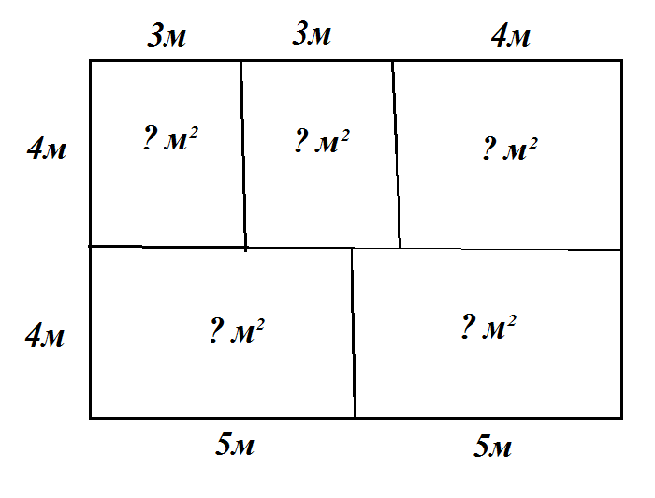 3м 3м 4м
4м ? м² ? м² ? м²
4м ? м² ? м²
5м 5м